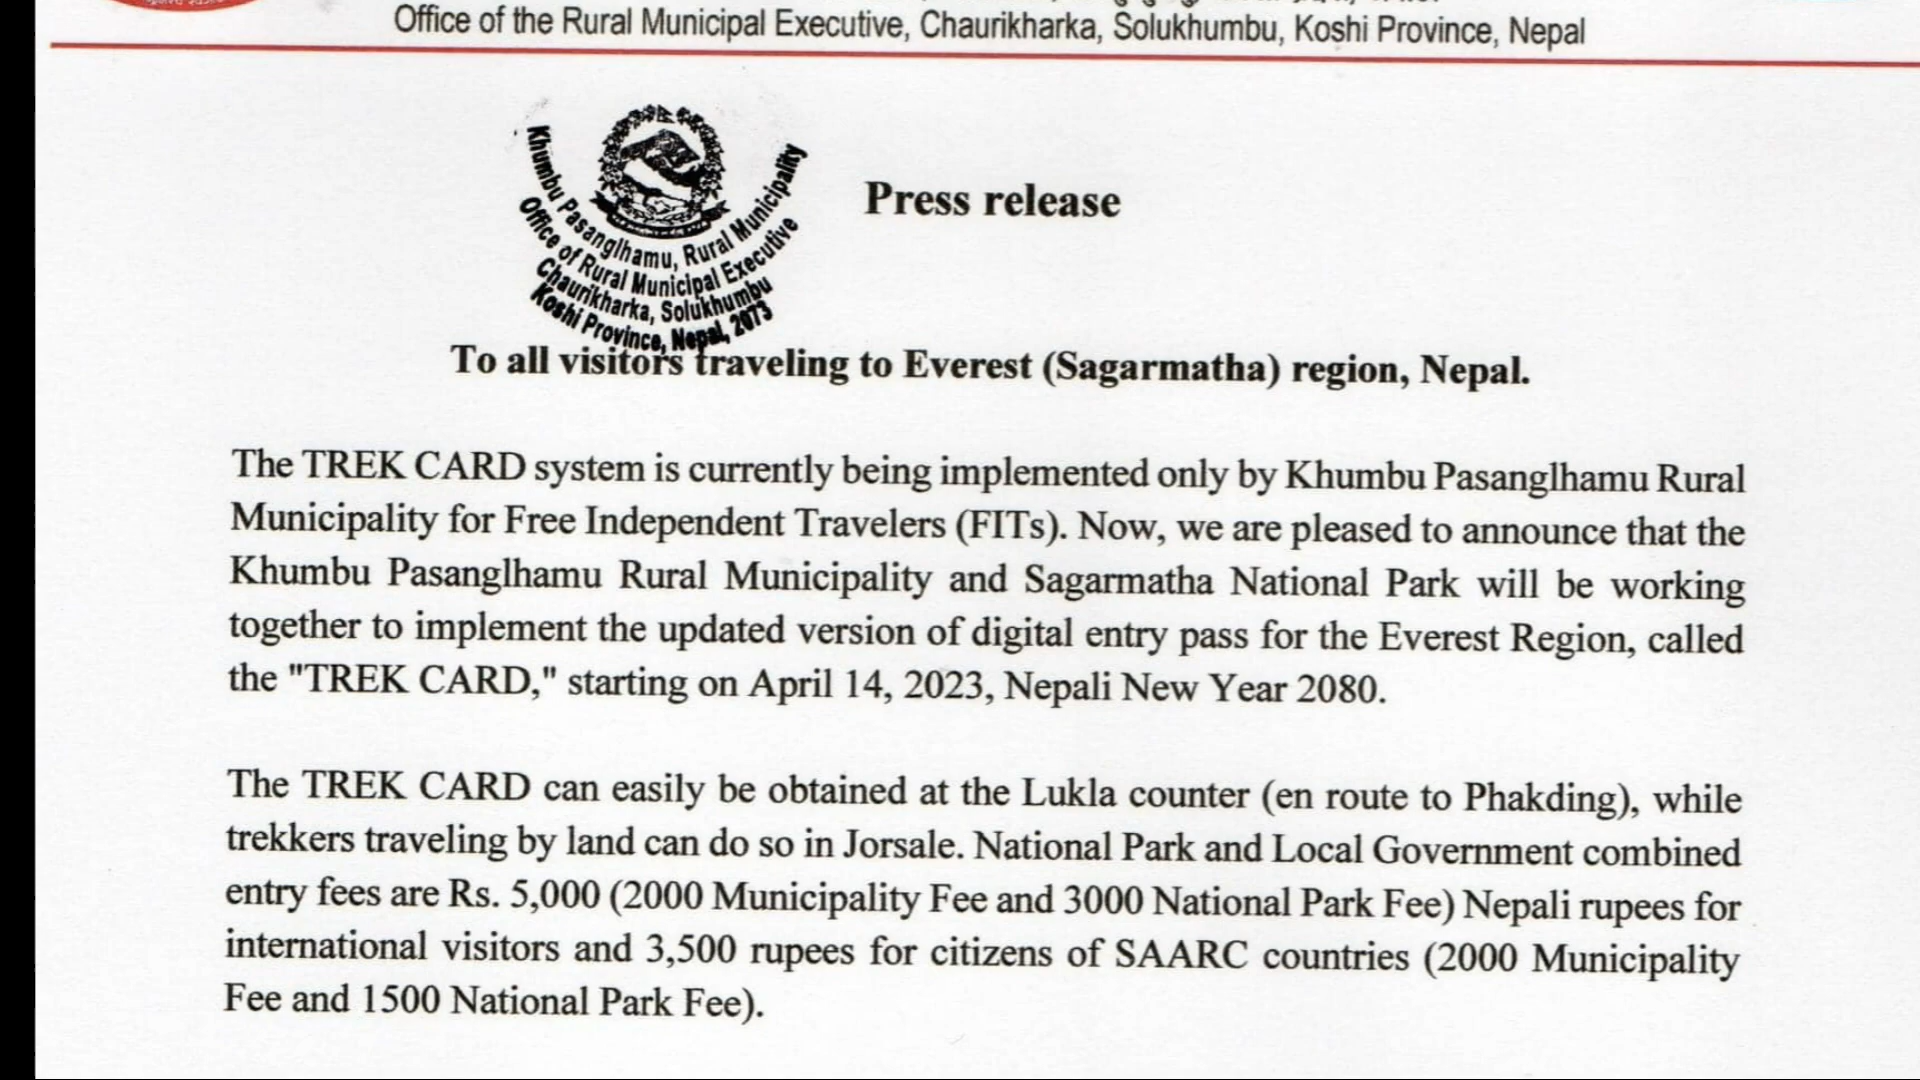 Office of the Rural Municipal Executive, Chaurikharka, Solukhumbu, Koshi Province, Nepal
Khumbu Pasanglhamu, Rural Municipality
Office of Rural Municipal Executive
Chaurikharka, Solukhumbu
Koshi Province, Nepal, 2073
Press release
To all visitors traveling to Everest (Sagarmatha) region, Nepal.
The TREK CARD system is currently being implemented only by Khumbu Pasanglhamu Rural
Municipality for Free Independent Travelers (FITs). Now, we are pleased to announce that the
Khumbu Pasanglhamu Rural Municipality and Sagarmatha National Park will be working
together to implement the updated version of digital entry pass for the Everest Region, called
the "TREK CARD," starting on April 14, 2023, Nepali New Year 2080.
The TREK CARD can easily be obtained at the Lukla counter (en route to Phakding), while
trekkers traveling by land can do so in Jorsale. National Park and Local Government combined
entry fees are Rs. 5,000 (2000 Municipality Fee and 3000 National Park Fee) Nepali rupees for
international visitors and 3,500 rupees for citizens of SAARC countries (2000 Municipality
Fee and 1500 National Park Fee).